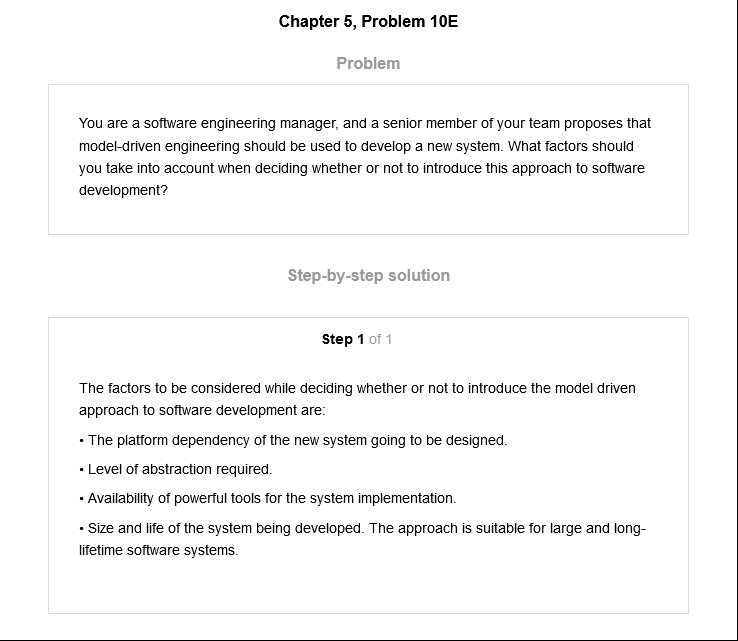 Chapter 5, Problem 10E
Problem
You are a software engineering manager, and a senior member of your team proposes that
model-driven engineering should be used to develop a new system. What factors should
you take into account when deciding whether or not to introduce this approach to software
development?
Step-by-step solution
Step 1 of 1
The factors to be considered while deciding whether or not to introduce the model driven
approach to software development are:
• The platform dependency of the new system going to be designed.
• Level of abstraction required.
• Availability of powerful tools for the system implementation.
• Size and life of the system being developed. The approach is suitable for large and long-
lifetime software systems.